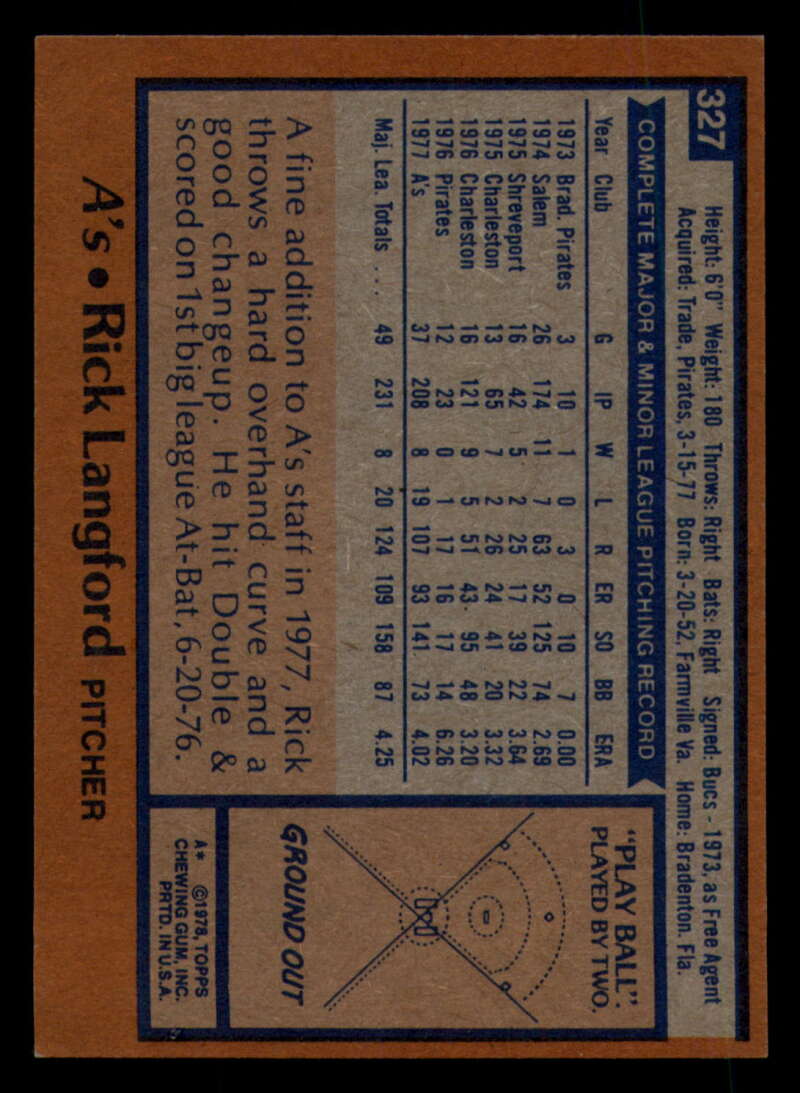 327
Height: 6'0" Weight: 180 Throws: Right Bats: Right Signed: Bucs - 1973, as Free Agent
Acquired: Trade, Pirates, 3-15-77 Born: 3-20-52, Farmville Va. Home: Bradenton. Fla.
COMPLETE MAJOR & MINOR LEAGUE PITCHING RECORD
Year Club G IP W L R ER SO BB ERA
1973 Brad. Pirates 3 10 1 0 3 0 10 7 0.00
1974 Salem 26 174 11 7 63 52 125 74 2.69
1975 Shreveport 16 42 5 2 25 17 39 22 3.64
1975 Charleston 13 65 7 2 26 24 41 20 3.32
1976 Charleston 16 121 9 5 51 43 95 48 3.20
1976 Pirates 12 23 0 1 17 16 17 14 6.26
1977 A's 37 208 8 19 107 93 141 73 4.02
Maj. Lea. Totals . . . 49 231 8 20 124 109 158 87 4.25
A fine addition to A's staff in 1977, Rick
throws a hard overhand curve and a
good changeup. He hit Double &
scored on 1st big league At-Bat, 6-20-76.
"PLAY BALL".
PLAYED BY TWO.
GROUND OUT
A* ©1978, TOPPS
CHEWING GUM, INC.
PRTD. IN U.S.A.
A's • Rick Langford PITCHER